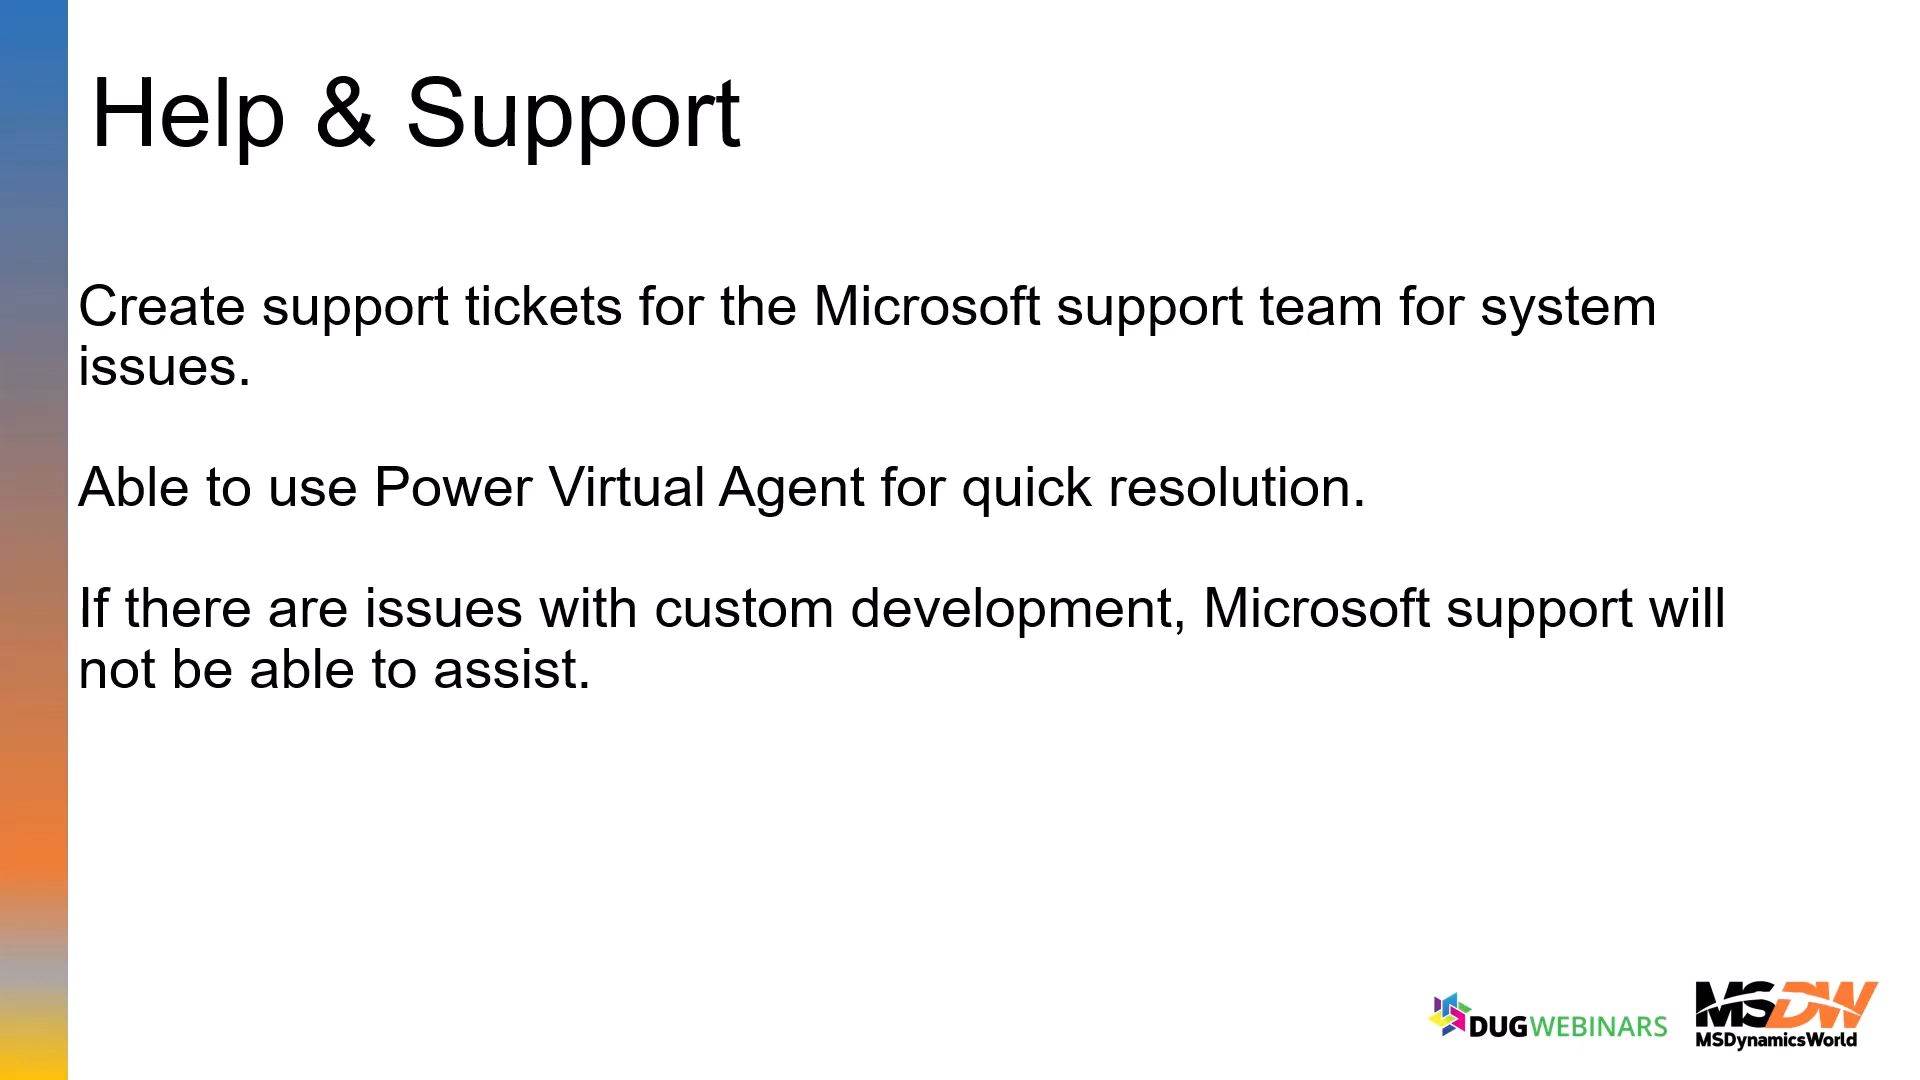 Help & Support
Create support tickets for the Microsoft support team for system
issues.
Able to use Power Virtual Agent for quick resolution.
If there are issues with custom development, Microsoft support will
not be able to assist.
DUGWEBINARS
MSDW
MSDynamicsWorld